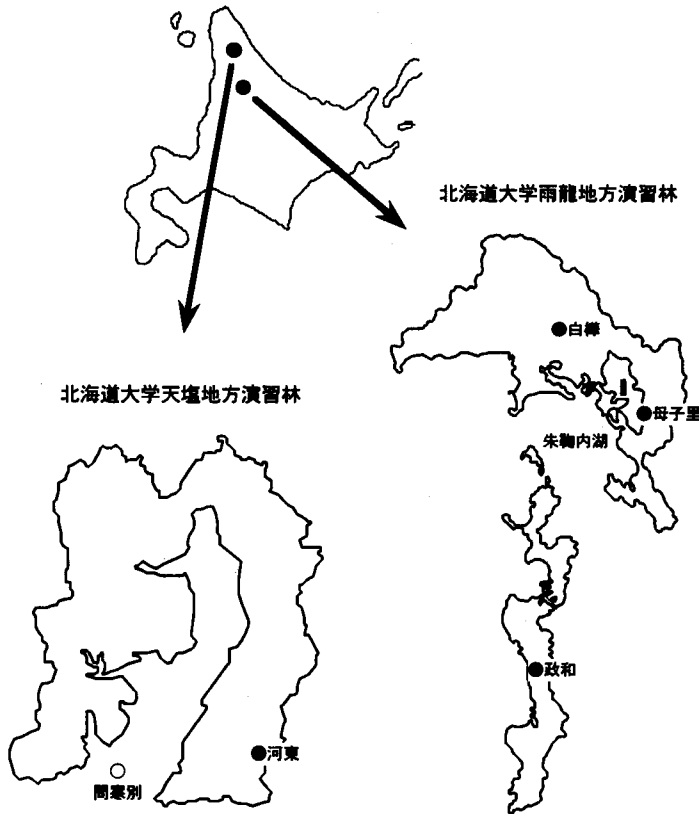 北海道大学雨龍地方演習林
白樺
母子里
朱鞠内湖
政和
北海道大学天塩地方演習林
河東
問寒別